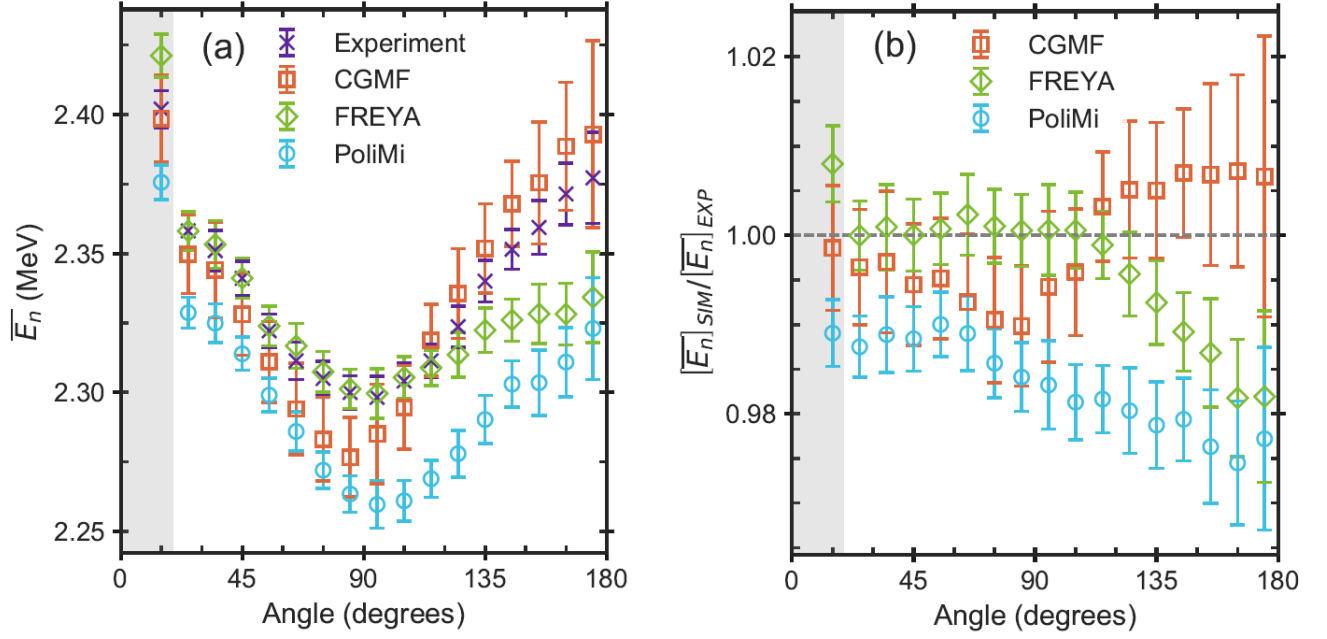 (a)
Experiment
CGMF
FREYA
PoliMi
2.40
2.35
2.30
2.25
0 45 90 135 180
Angle (degrees)
E̅n̅ (MeV)
(b)
CGMF
FREYA
PoliMi
1.02
1.00
0.98
0 45 90 135 180
Angle (degrees)
[E̅n̅]SIM/[E̅n̅]EXP